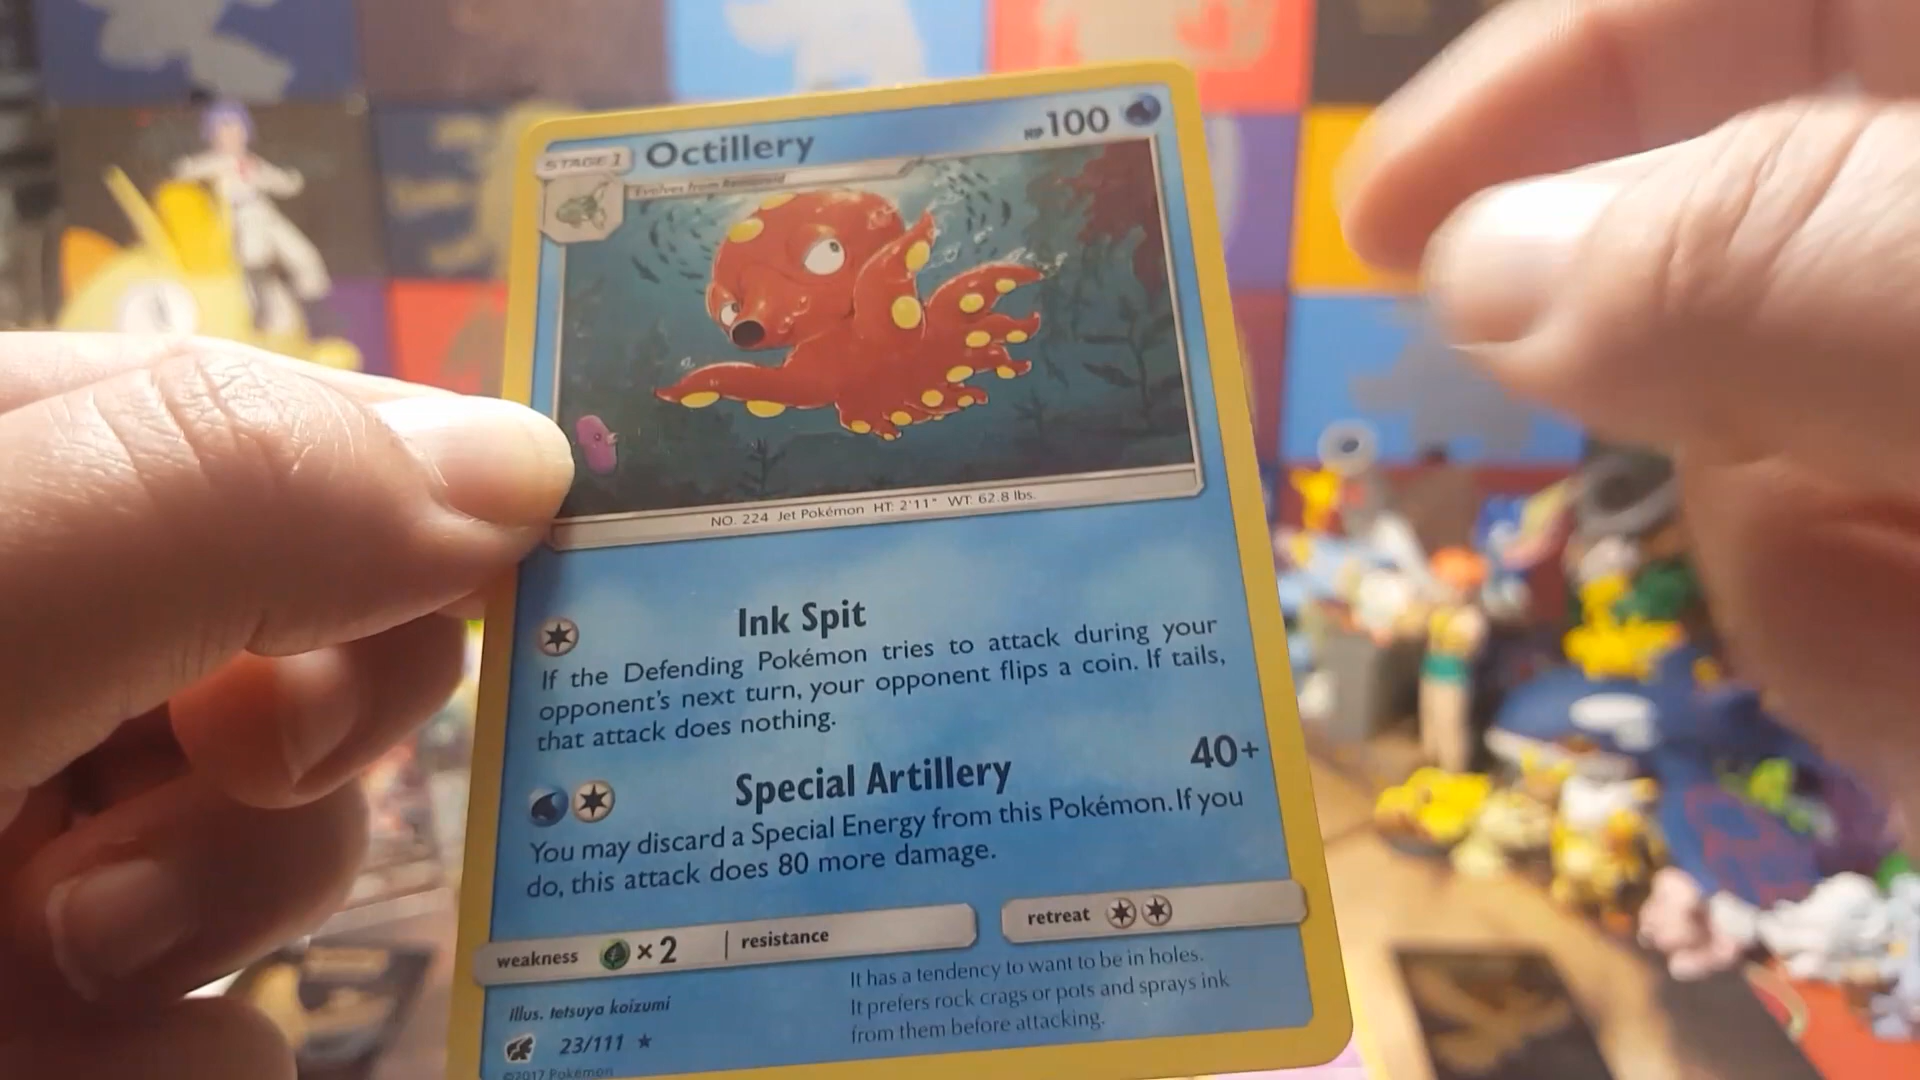 STAGE 1 Octillery HP 100
Evolves from Remoraid
NO. 224 Jet Pokémon HT: 2'11" WT: 62.8 lbs.
Ink Spit
If the Defending Pokémon tries to attack during your
opponent's next turn, your opponent flips a coin. If tails,
that attack does nothing.
Special Artillery 40+
You may discard a Special Energy from this Pokémon. If you
do, this attack does 80 more damage.
weakness ×2 resistance retreat
It has a tendency to want to be in holes.
It prefers rock crags or pots and sprays ink
from them before attacking.
illus. tetsuya koizumi
23/111 ★
©2017 Pokémon